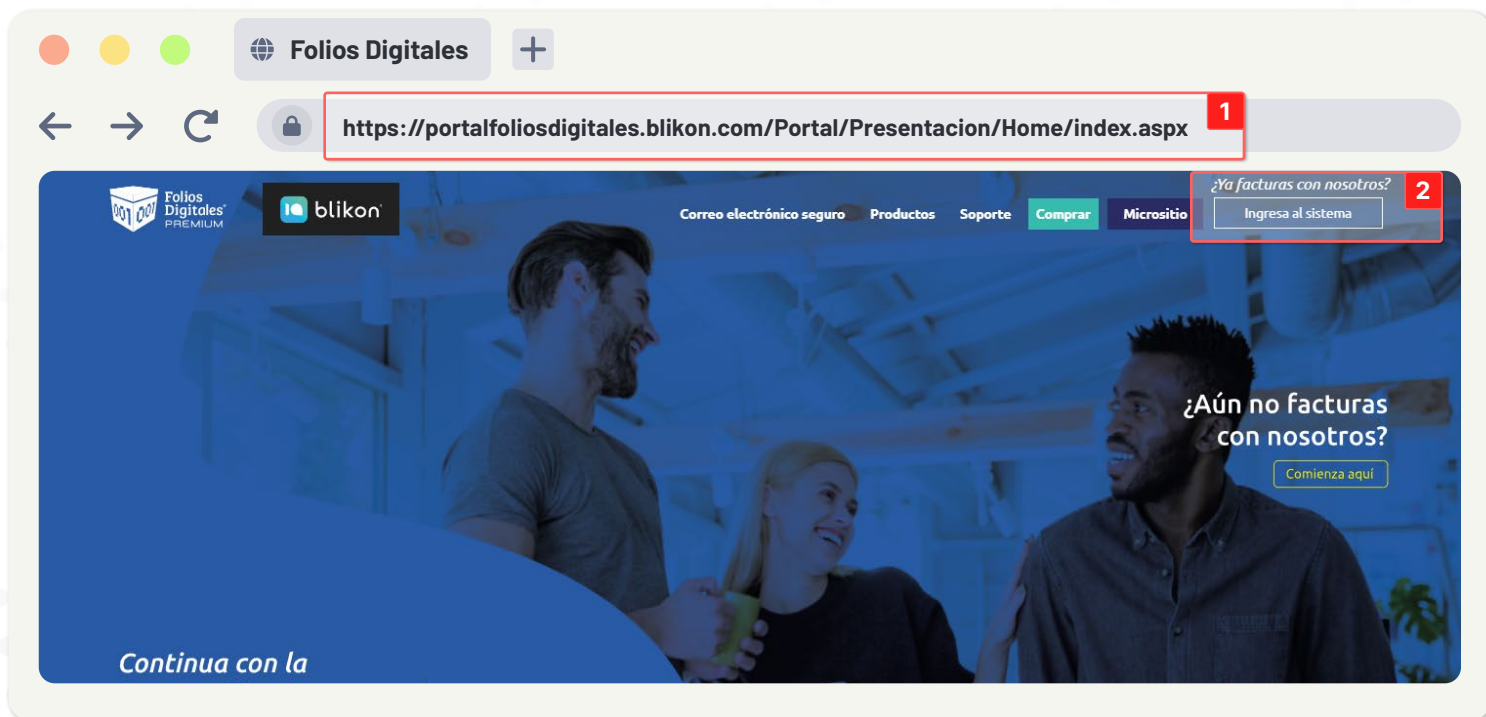 Folios Digitales
https://portalfoliosdigitales.blikon.com/Portal/Presentacion/Home/index.aspx
1
001 001
Folios
Digitales
PREMIUM
blikon
Correo electrónico seguro
Productos
Soporte
Comprar
Micrositio
¿Ya facturas con nosotros?
Ingresa al sistema
2
¿Aún no facturas
con nosotros?
Comienza aquí
Continua con la